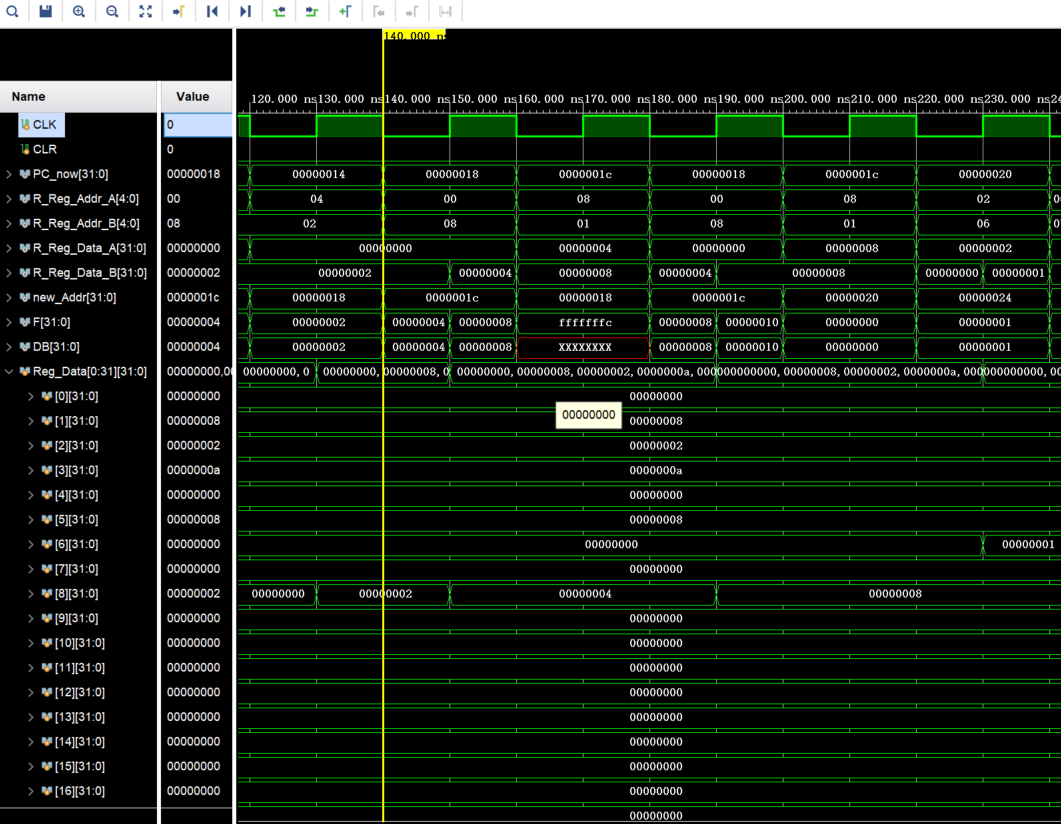 140.000 ns
Name Value
120.000 ns 130.000 ns 140.000 ns 150.000 ns 160.000 ns 170.000 ns 180.000 ns 190.000 ns 200.000 ns 210.000 ns 220.000 ns 230.000 ns 24
CLK 0
CLR 0
PC_now[31:0] 00000018 00000014 00000018 0000001c 00000018 0000001c 00000020
R_Reg_Addr_A[4:0] 00 04 00 08 00 08 02 0
R_Reg_Addr_B[4:0] 08 02 08 01 08 01 06 0
R_Reg_Data_A[31:0] 00000000 00000000 00000004 00000000 00000008 00000002
R_Reg_Data_B[31:0] 00000002 00000002 00000004 00000008 00000004 00000008 00000000 00000001
new_Addr[31:0] 0000001c 00000018 0000001c 00000018 0000001c 00000020 00000024
F[31:0] 00000004 00000002 00000004 00000008 fffffffc 00000008 00000010 00000000 00000001
DB[31:0] 00000004 00000002 00000004 00000008 XXXXXXXX 00000008 00000010 00000000 00000001
Reg_Data[0:31][31:0] 00000000,00 00000000,0 00000000,00000008,0 00000000,00000008,00000002,0000000a,000 00000000,00000008,00000002,0000000a,000 00000000,00
[0][31:0] 00000000 00000000
00000000
[1][31:0] 00000008 00000008
[2][31:0] 00000002 00000002
[3][31:0] 0000000a 0000000a
[4][31:0] 00000000 00000000
[5][31:0] 00000008 00000008
[6][31:0] 00000000 00000000 00000001
[7][31:0] 00000000 00000000
[8][31:0] 00000002 00000000 00000002 00000004 00000008
[9][31:0] 00000000 00000000
[10][31:0] 00000000 00000000
[11][31:0] 00000000 00000000
[12][31:0] 00000000 00000000
[13][31:0] 00000000 00000000
[14][31:0] 00000000 00000000
[15][31:0] 00000000 00000000
[16][31:0] 00000000 00000000
00000000